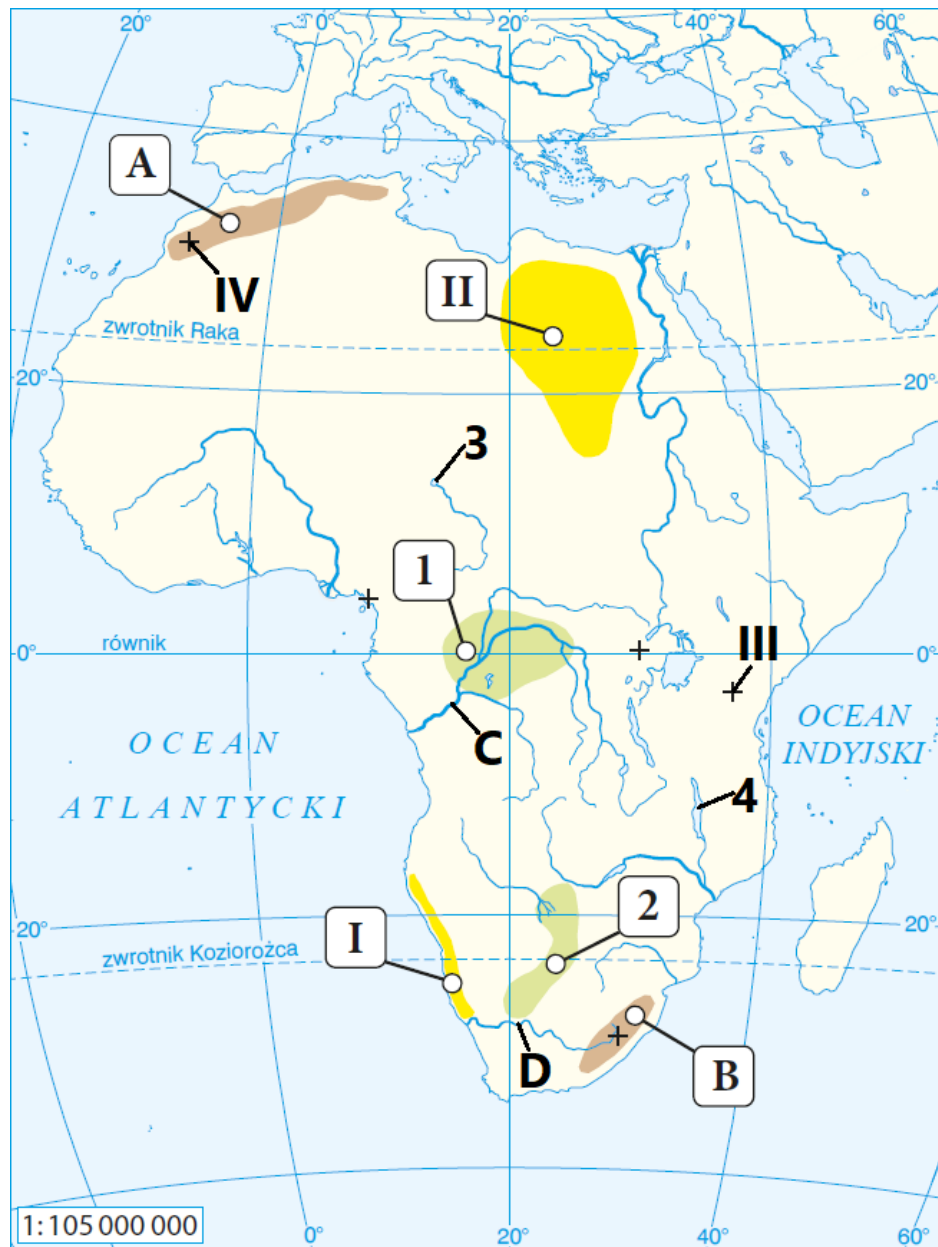 20° 0° 20° 40° 60°
A
IV
II
zwrotnik Raka
20° 20°
3
1
równik
0° 0°
III
OCEAN
INDYJSKI
C
OCEAN
ATLANTYCKI
4
2
I
20° 20°
zwrotnik Koziorożca
D
B
1:105 000 000
0° 20° 40° 60°